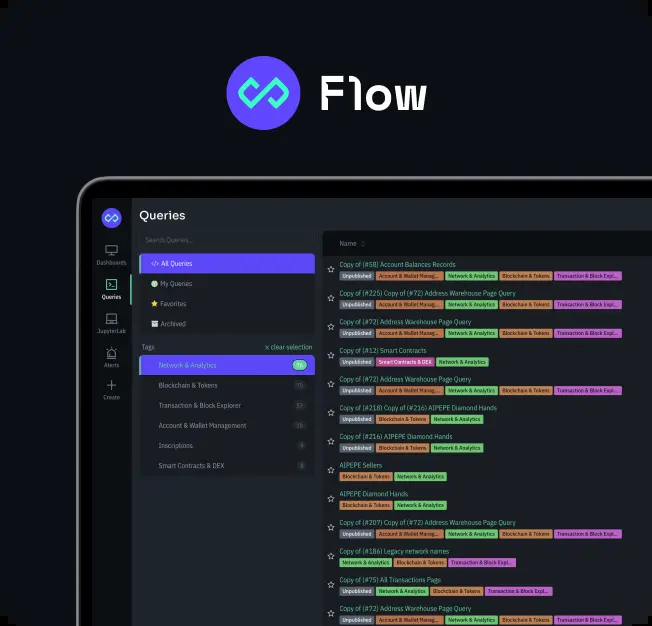 Flow
Queries
Search Queries...
</> All Queries
My Queries
Favorites
Archived
Tags
x clear selection
Network & Analytics 76
Blockchain & Tokens
Transaction & Block Explorer
Account & Wallet Management
Inscriptions
Smart Contracts & DEX
Dashboards
Queries
JupyterLab
Alerts
Create
Name
Copy of (#58) Account Balances Records
Unpublished Account & Wallet Manag... Network & Analytics Blockchain & Tokens Transaction & Block Expl...
Copy of (#225) Copy of (#72) Address Warehouse Page Query
Unpublished Account & Wallet Manag... Network & Analytics Blockchain & Tokens Transaction & Block Expl...
Copy of (#72) Address Warehouse Page Query
Unpublished Account & Wallet Manag... Network & Analytics Blockchain & Tokens Transaction & Block Expl...
Copy of (#12) Smart Contracts
Unpublished Smart Contracts & DEX Network & Analytics
Copy of (#72) Address Warehouse Page Query
Unpublished Account & Wallet Manag... Network & Analytics Blockchain & Tokens Transaction & Block Expl...
Copy of (#218) Copy of (#216) AIPEPE Diamond Hands
Unpublished Blockchain & Tokens Network & Analytics
Copy of (#216) AIPEPE Diamond Hands
Unpublished Blockchain & Tokens Network & Analytics
AIPEPE Sellers
Blockchain & Tokens Network & Analytics
AIPEPE Diamond Hands
Blockchain & Tokens Network & Analytics
Copy of (#207) Copy of (#72) Address Warehouse Page Query
Unpublished Account & Wallet Manag... Network & Analytics Blockchain & Tokens Transaction & Block Expl...
Copy of (#186) Legacy network names
Network & Analytics Blockchain & Tokens Transaction & Block Expl...
Copy of (#75) All Transactions Page
Unpublished Network & Analytics Blockchain & Tokens Transaction & Block Expl...
Copy of (#72) Address Warehouse Page Query
Unpublished Account & Wallet Manag... Network & Analytics Blockchain & Tokens Transaction & Block Expl...